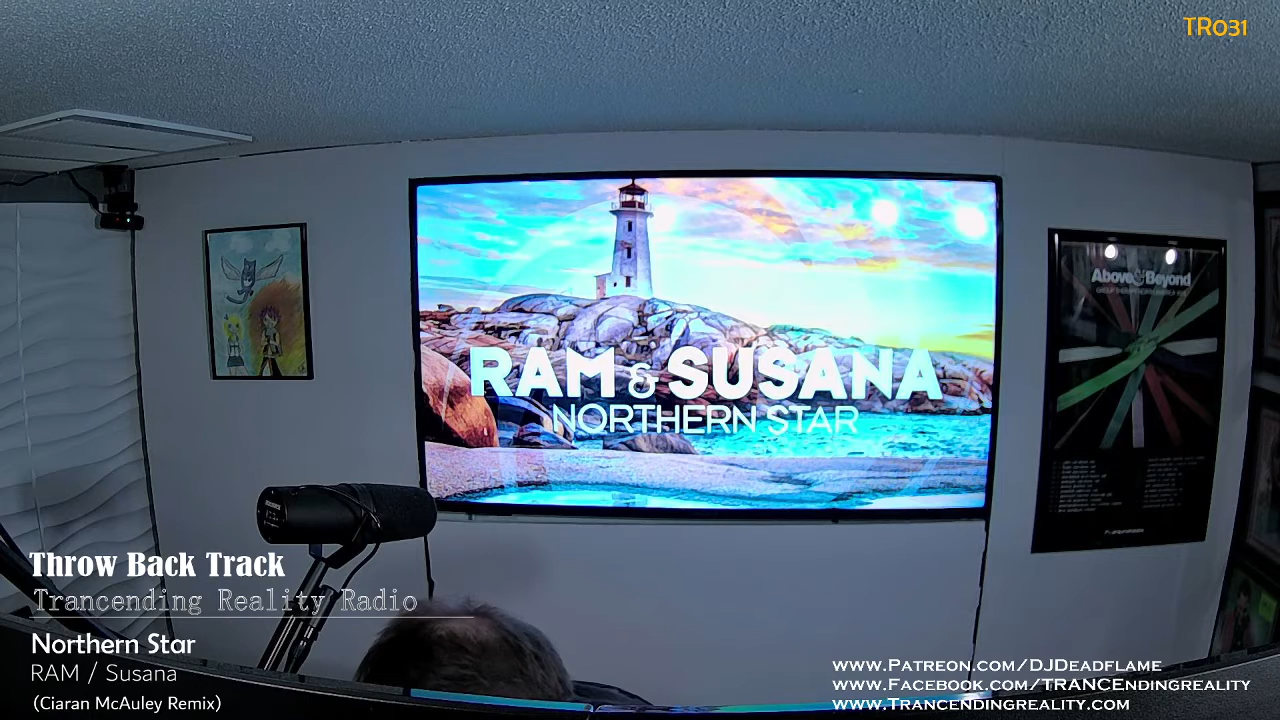 TR031
RAM & SUSANA
NORTHERN STAR
Above & Beyond
Throw Back Track
Trancending Reality Radio
Northern Star
RAM / Susana
(Ciaran McAuley Remix)
www.Patreon.com/DJDeadflame
www.Facebook.com/TRANCEndingreality
www.Trancendingreality.com